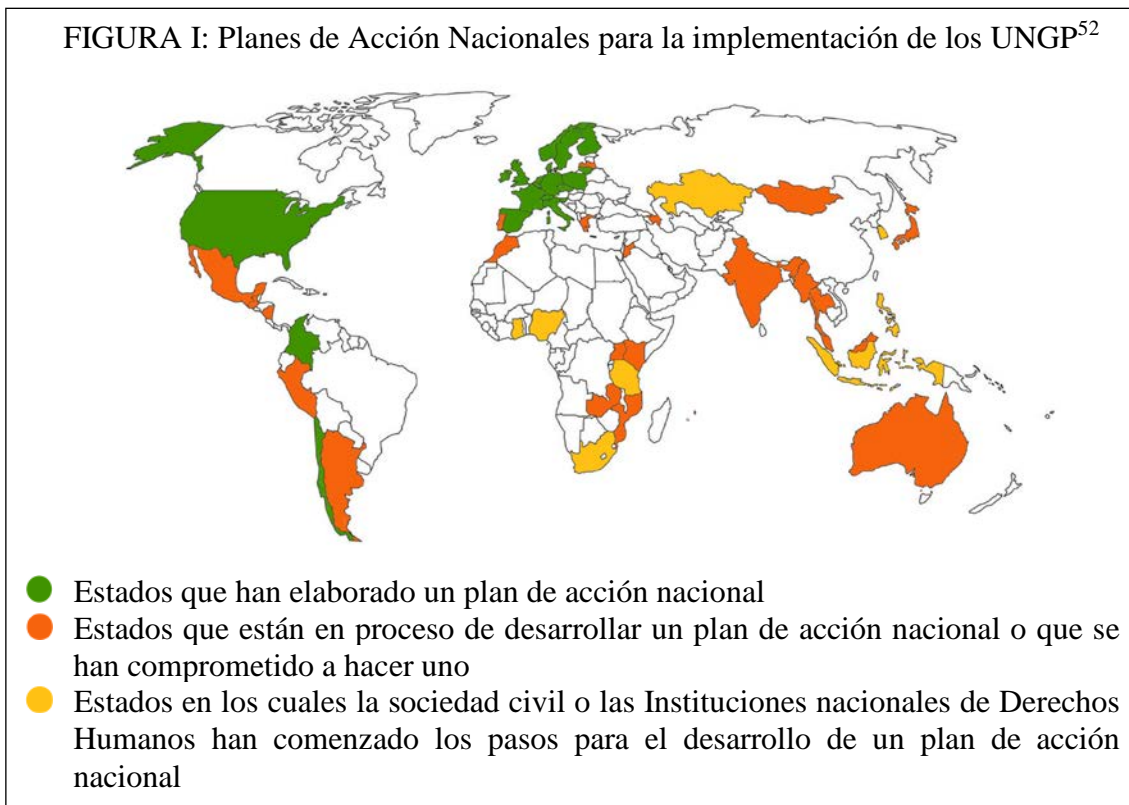 FIGURA I: Planes de Acción Nacionales para la implementación de los UNGP52
Estados que han elaborado un plan de acción nacional
Estados que están en proceso de desarrollar un plan de acción nacional o que se
han comprometido a hacer uno
Estados en los cuales la sociedad civil o las Instituciones nacionales de Derechos
Humanos han comenzado los pasos para el desarrollo de un plan de acción
nacional